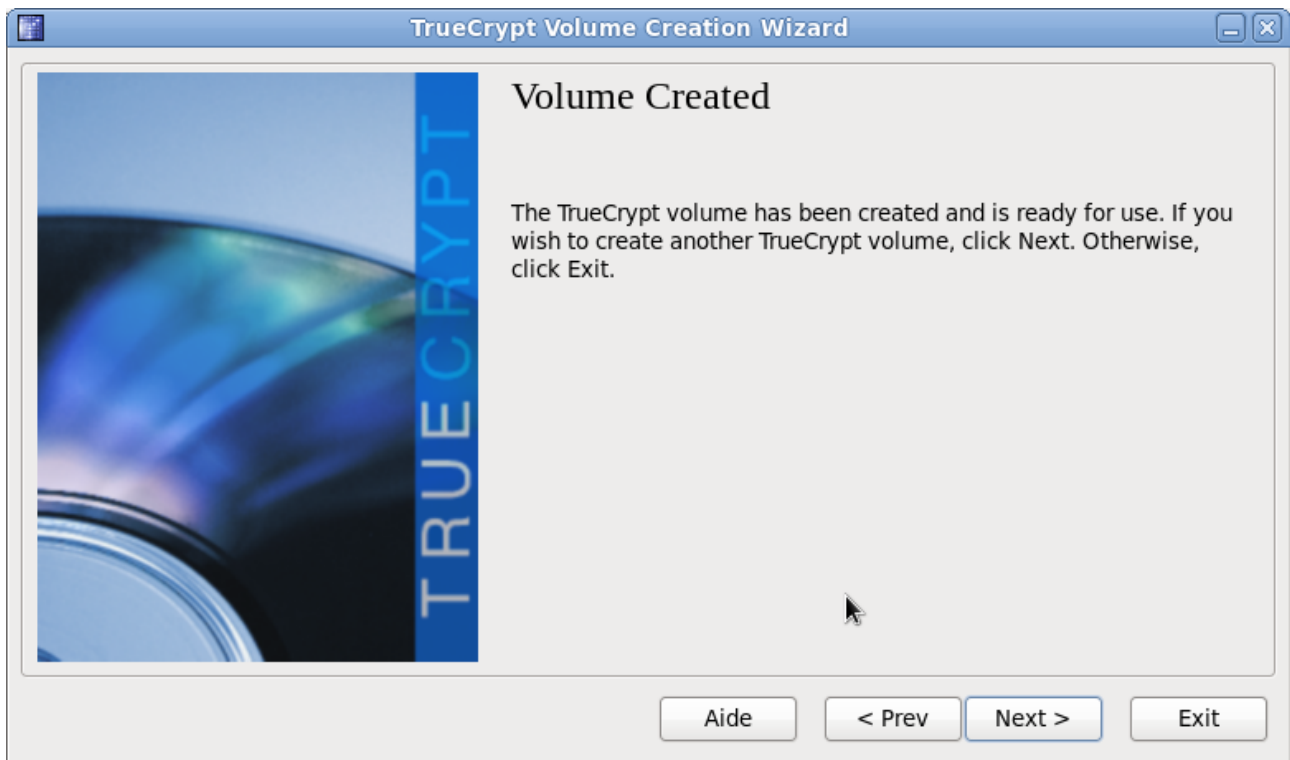 TrueCrypt Volume Creation Wizard
Volume Created
The TrueCrypt volume has been created and is ready for use. If you
wish to create another TrueCrypt volume, click Next. Otherwise,
click Exit.
TRUECRYPT
Aide
< Prev
Next >
Exit